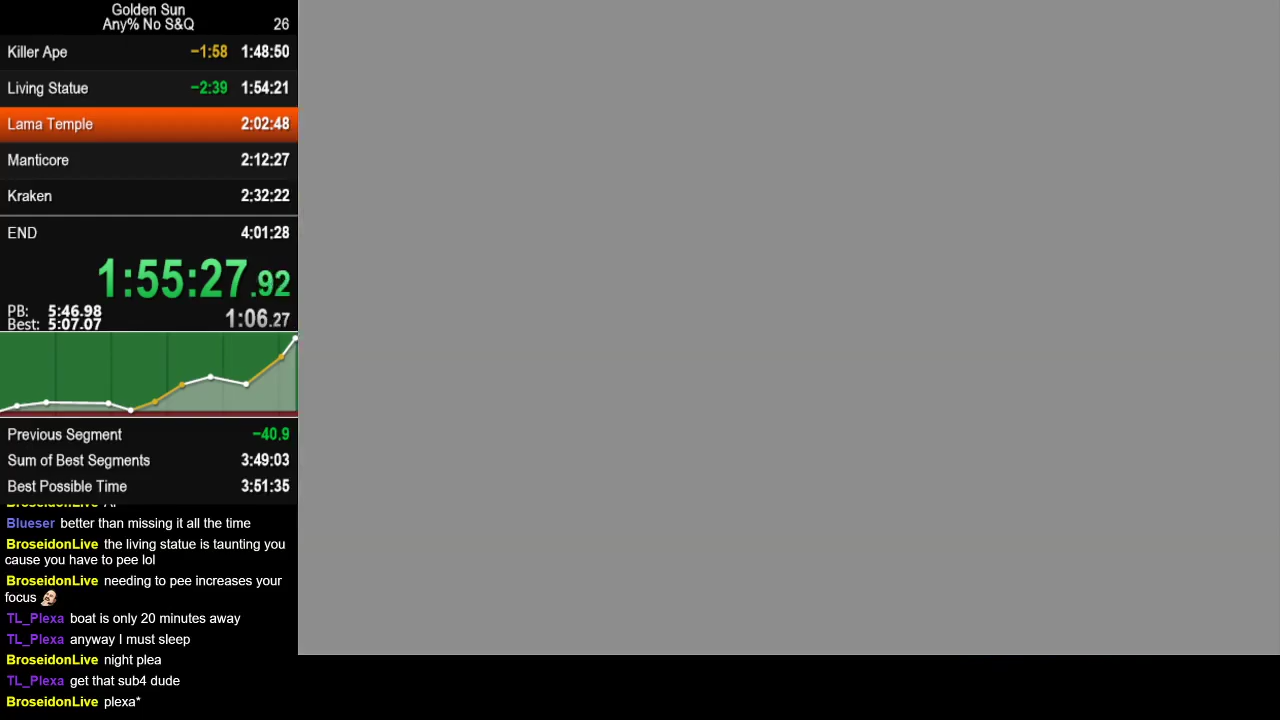 Golden Sun
Any% No S&Q 26
Killer Ape −1:58 1:48:50
Living Statue −2:39 1:54:21
Lama Temple 2:02:48
Manticore 2:12:27
Kraken 2:32:22
END 4:01:28
1:55:27.92
PB: 5:46.98
Best: 5:07.07 1:06.27
Previous Segment −40.9
Sum of Best Segments 3:49:03
Best Possible Time 3:51:35
BroseidonLive
Blueser better than missing it all the time
BroseidonLive the living statue is taunting you
cause you have to pee lol
BroseidonLive needing to pee increases your
focus
TL_Plexa boat is only 20 minutes away
TL_Plexa anyway I must sleep
BroseidonLive night plea
TL_Plexa get that sub4 dude
BroseidonLive plexa*